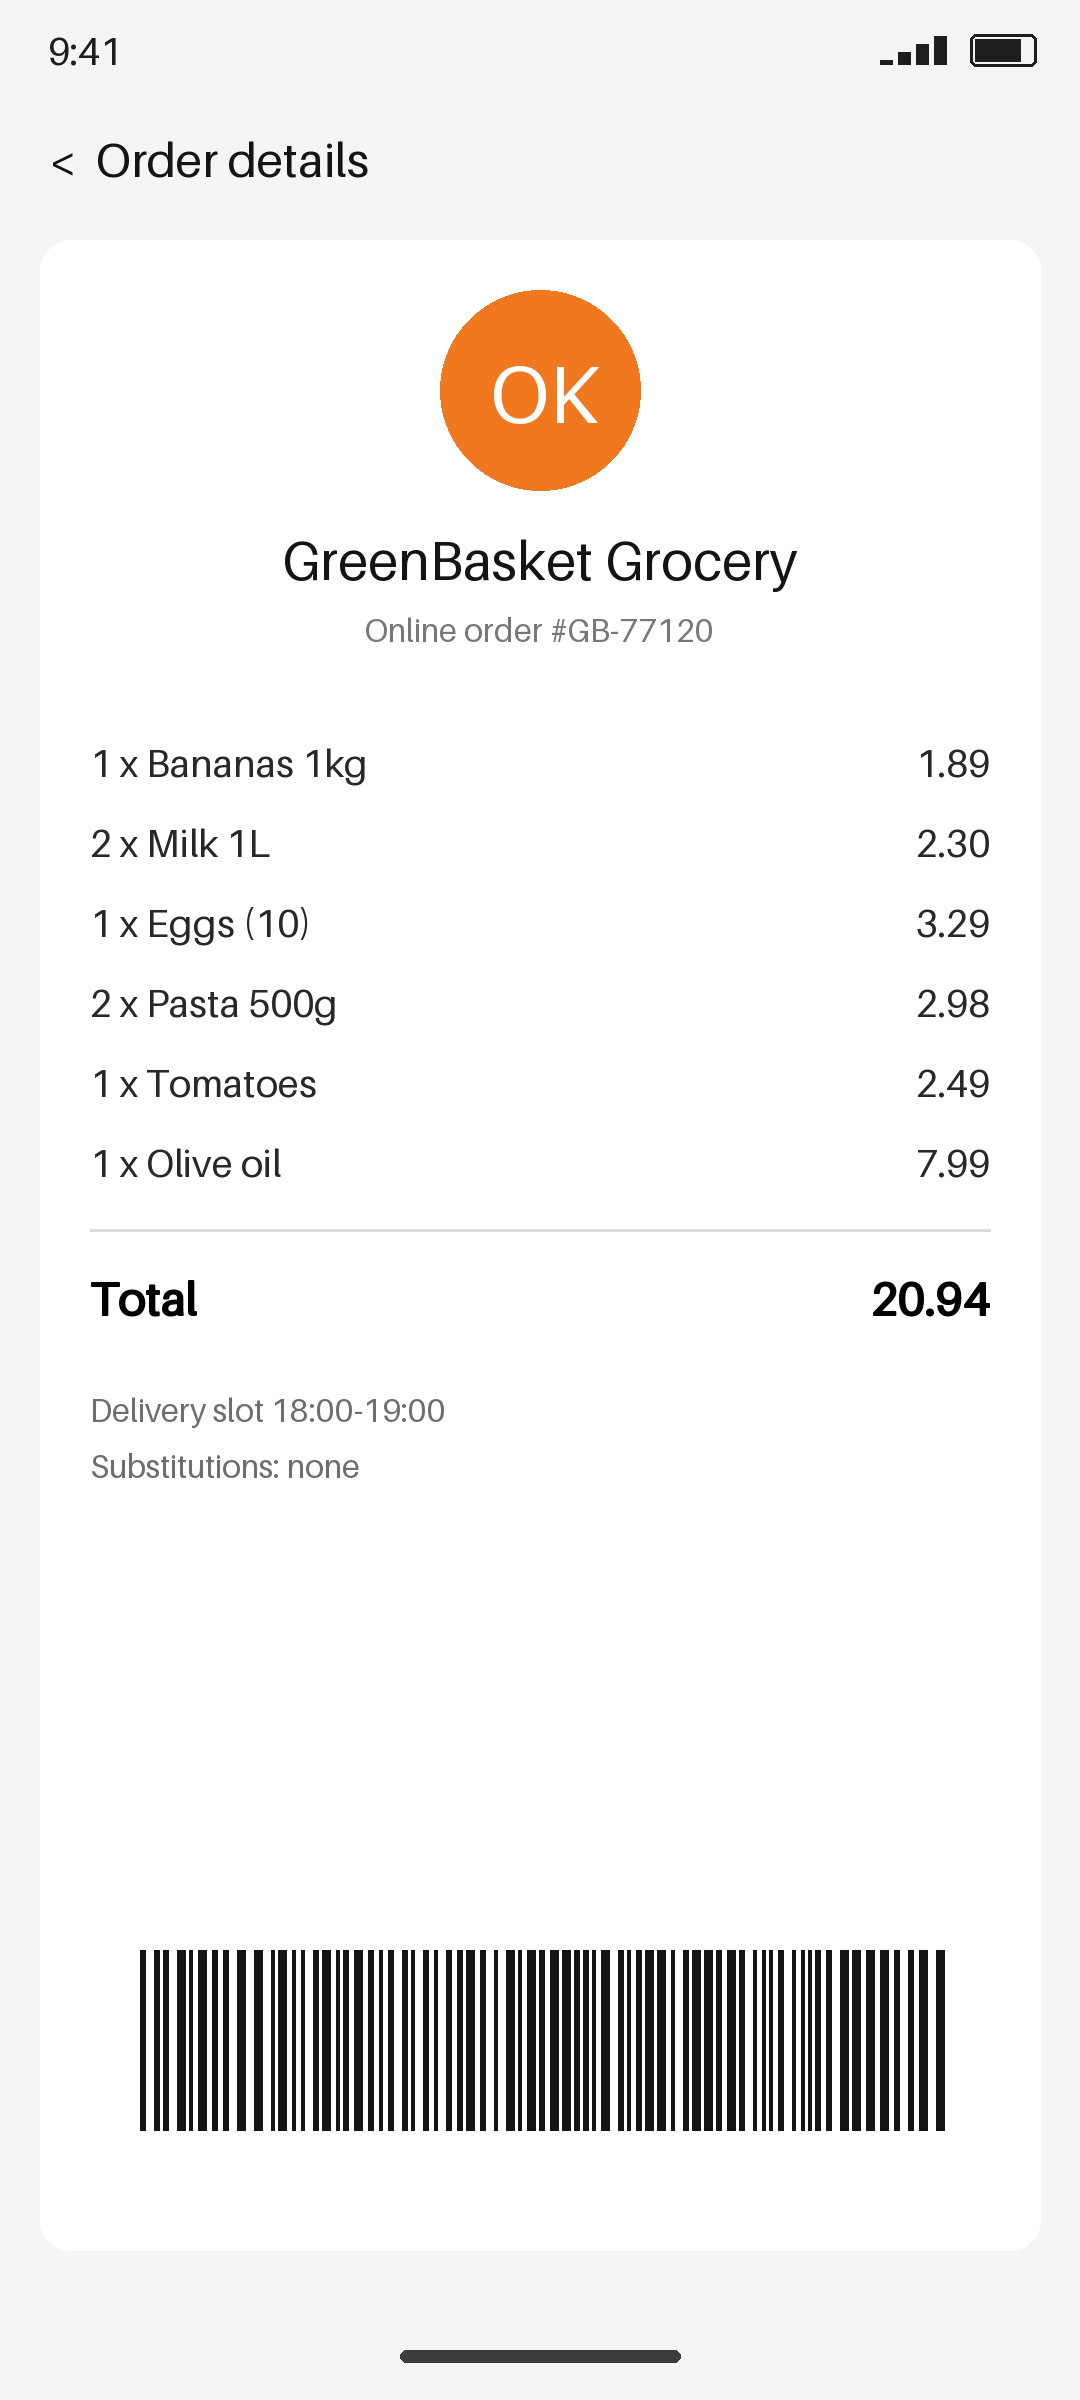 9:41
< Order details
OK
GreenBasket Grocery
Online order #GB-77120
1 x Bananas 1kg 1.89
2 x Milk 1L 2.30
1 x Eggs (10) 3.29
2 x Pasta 500g 2.98
1 x Tomatoes 2.49
1 x Olive oil 7.99
Total 20.94
Delivery slot 18:00-19:00
Substitutions: none